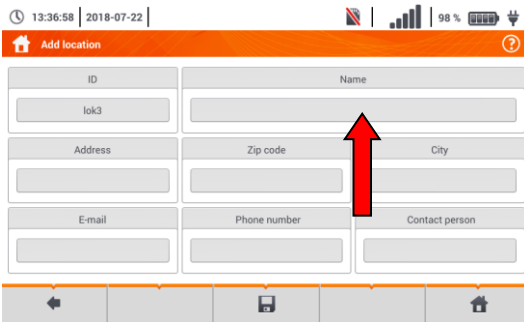 13:36:58 2018-07-22 98 %
Add location
ID Name
lok3
Address Zip code City
E-mail Phone number Contact person